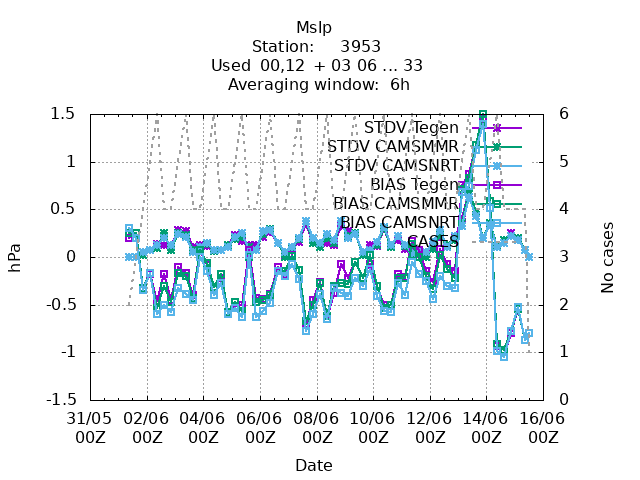 Mslp
Station: 3953
Used 00,12 + 03 06 ... 33
Averaging window: 6h
hPa
No cases
1.5
1
0.5
0
-0.5
-1
-1.5
6
5
4
3
2
1
0
STDV Tegen
STDV CAMSMMR
STDV CAMSNRT
BIAS Tegen
BIAS CAMSMMR
BIAS CAMSNRT
CASES
31/05 02/06 04/06 06/06 08/06 10/06 12/06 14/06 16/06
00Z 00Z 00Z 00Z 00Z 00Z 00Z 00Z 00Z
Date